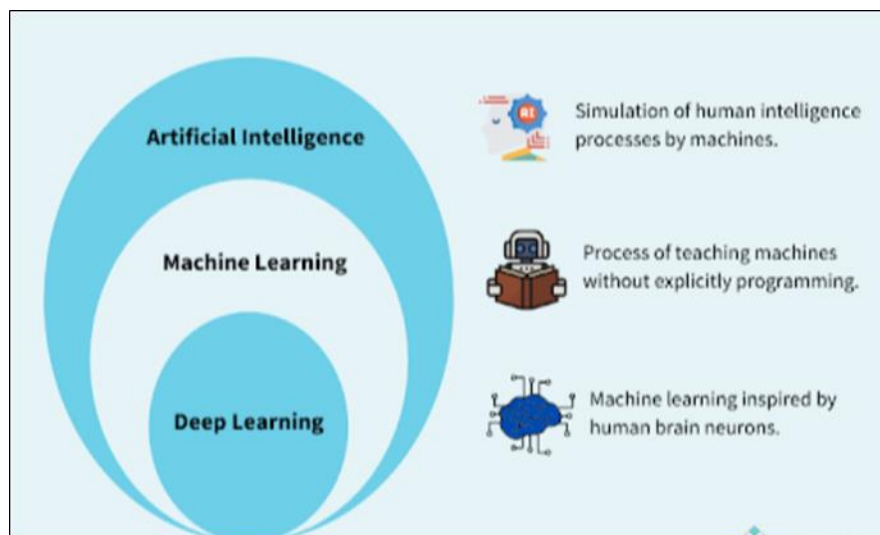 Artificial Intelligence
Simulation of human intelligence
processes by machines.
Machine Learning
Process of teaching machines
without explicitly programming.
Deep Learning
Machine learning inspired by
human brain neurons.
AI